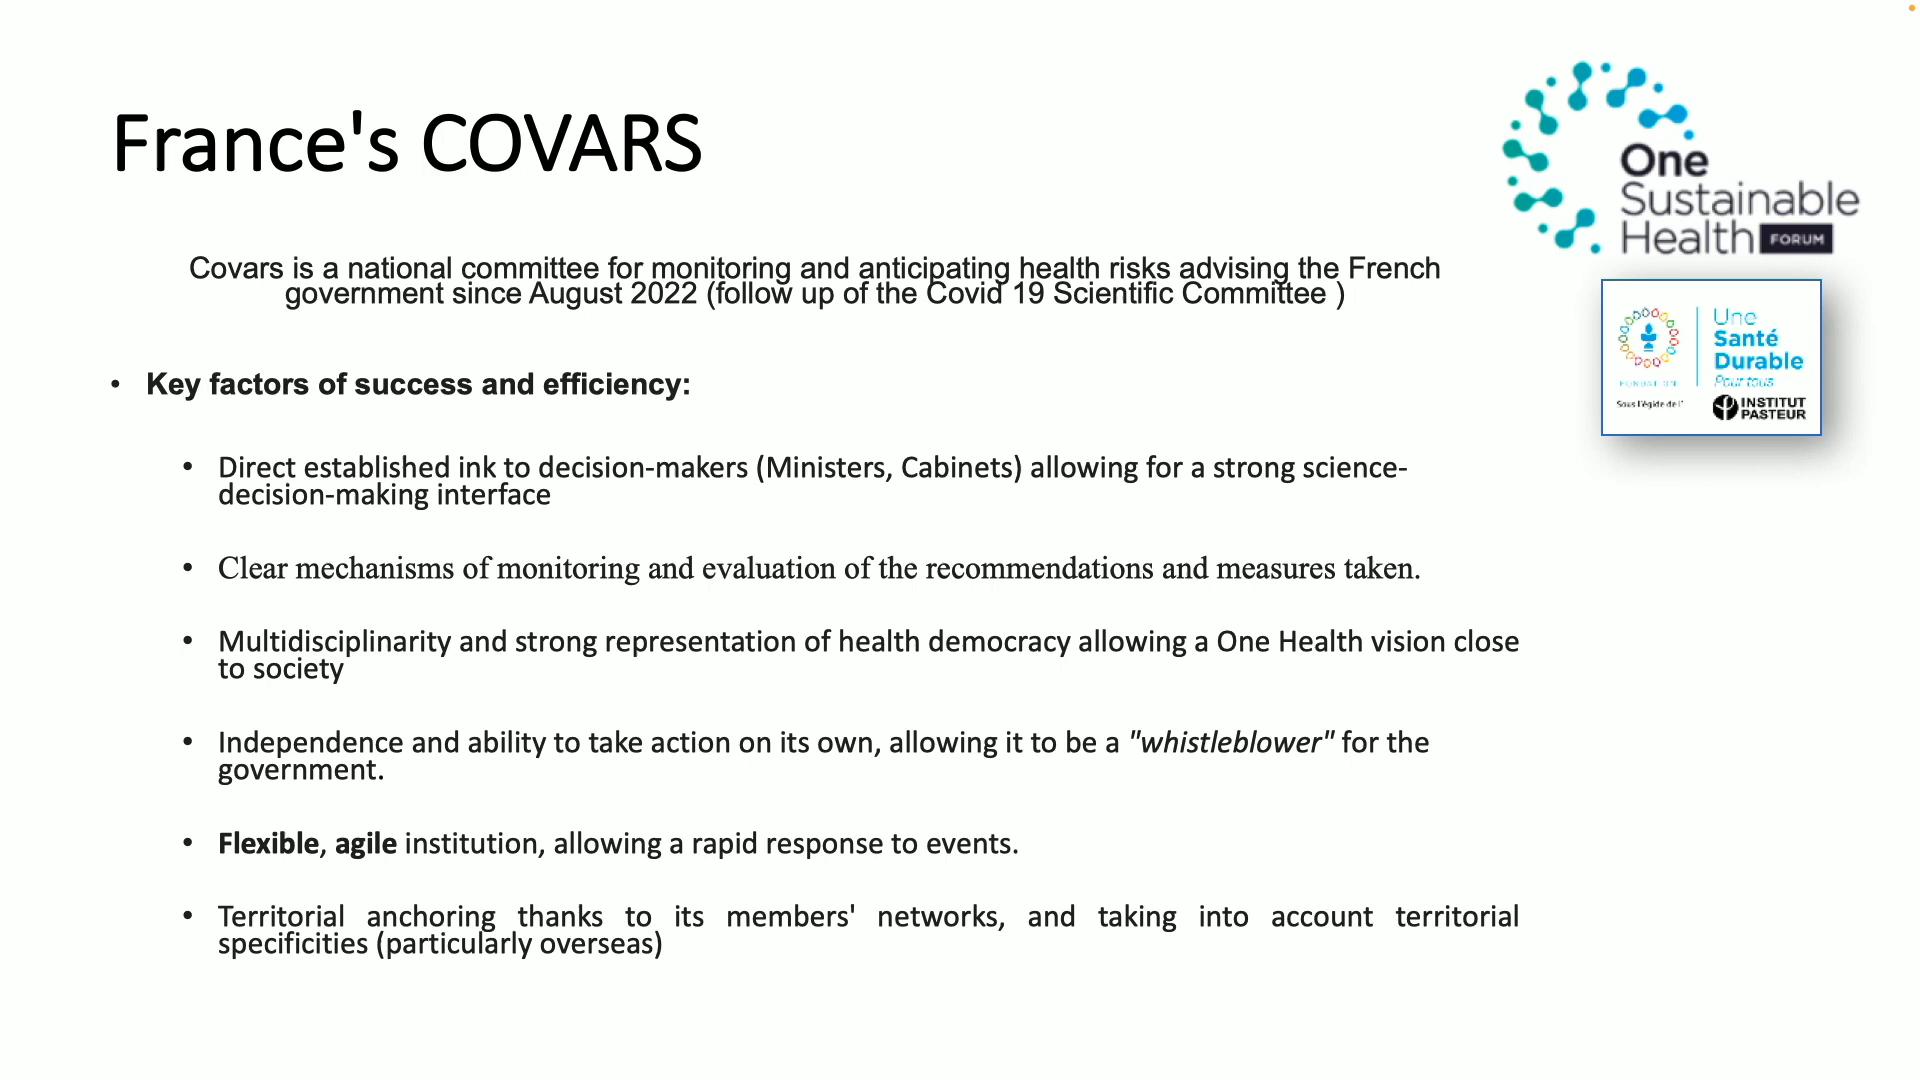 France's COVARS
One
Sustainable
Health FORUM
Covars is a national committee for monitoring and anticipating health risks advising the French
government since August 2022 (follow up of the Covid 19 Scientific Committee )
Une
Santé
Durable
Pour tous
FONDATION
Sous l'égide de l'
INSTITUT
PASTEUR
• Key factors of success and efficiency:
• Direct established ink to decision-makers (Ministers, Cabinets) allowing for a strong science-
decision-making interface
• Clear mechanisms of monitoring and evaluation of the recommendations and measures taken.
• Multidisciplinarity and strong representation of health democracy allowing a One Health vision close
to society
• Independence and ability to take action on its own, allowing it to be a "whistleblower" for the
government.
• Flexible, agile institution, allowing a rapid response to events.
• Territorial anchoring thanks to its members' networks, and taking into account territorial
specificities (particularly overseas)